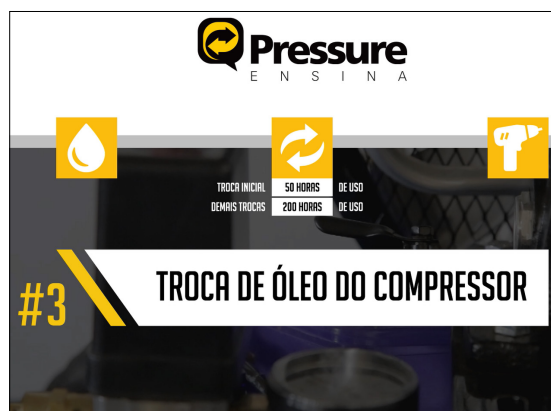 Pressure
ENSINA
TROCA INICIAL 50 HORAS DE USO
DEMAIS TROCAS 200 HORAS DE USO
#3 TROCA DE ÓLEO DO COMPRESSOR